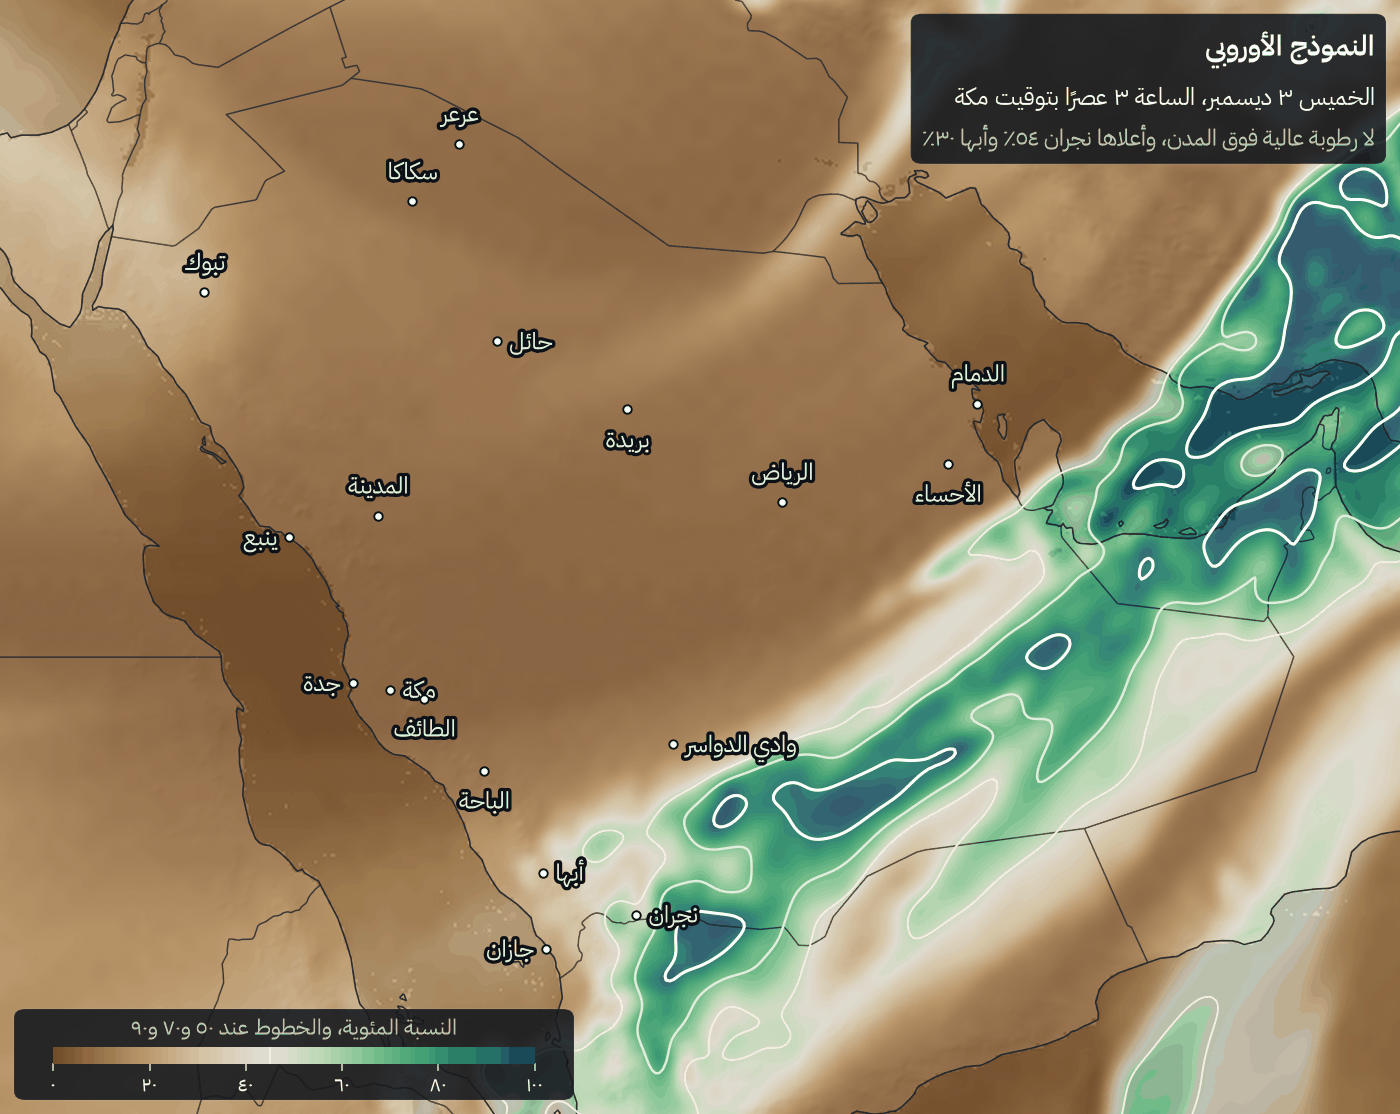 النموذج الأوروبي
الخميس ٣ ديسمبر، الساعة ٣ عصرًا بتوقيت مكة
لا رطوبة عالية فوق المدن، وأعلاها نجران ٥٤٪ وأبها ٣٠٪
عرعر
سكاكا
تبوك
حائل
الدمام
بريدة
الرياض
المدينة
الأحساء
ينبع
جدة
مكة
الطائف
وادي الدواسر
الباحة
أبها
نجران
جازان
النسبة المئوية، والخطوط عند ٥٠ و٧٠ و٩٠
٠ ٢٠ ٤٠ ٦٠ ٨٠ ١٠٠